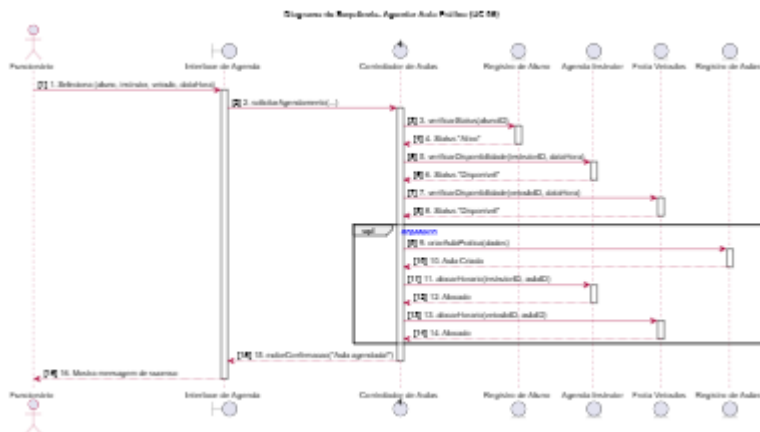 Diagrama de Sequência: Agendar Aula Prática (UC 06)
Funcionário
Interface de Agenda
Controlador de Aulas
Registro de Aluno
Agenda Instrutor
Frota Veículos
Registro de Aulas
[1] 1. Seleciona (aluno, instrutor, veículo, dataHora)
[2] 2. solicitarAgendamento(...)
[3] 3. verificarStatus(alunoID)
[4] 4. Status "Ativo"
[5] 5. verificarDisponibilidade(instrutorID, dataHora)
[6] 6. Status "Disponível"
[7] 7. verificarDisponibilidade(veiculoID, dataHora)
[8] 8. Status "Disponível"
[9] 9. criarAulaPratica(dados)
[10] 10. Aula Criada
[11] 11. alocarHorario(instrutorID, aulaID)
[12] 12. Alocado
[13] 13. alocarHorario(veiculoID, aulaID)
[14] 14. Alocado
[15] 15. exibirConfirmacao("Aula agendada!")
[16] 16. Mostra mensagem de sucesso
Funcionário
Interface de Agenda
Controlador de Aulas
Registro de Aluno
Agenda Instrutor
Frota Veículos
Registro de Aulas